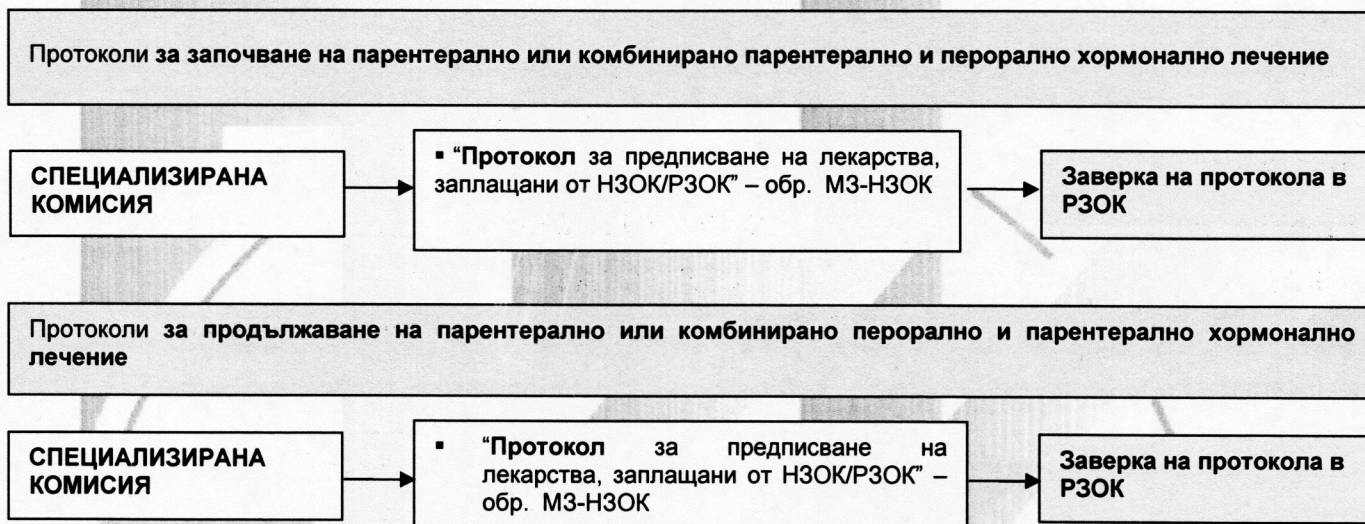 Протоколи за започване на парентерално или комбинирано парентерално и перорално хормонално лечение
СПЕЦИАЛИЗИРАНА
КОМИСИЯ
▪ “Протокол за предписване на лекарства,
заплащани от НЗОК/РЗОК” – обр. МЗ-НЗОК
Заверка на протокола в
РЗОК
Протоколи за продължаване на парентерално или комбинирано перорално и парентерално хормонално
лечение
СПЕЦИАЛИЗИРАНА
КОМИСИЯ
▪ “Протокол за предписване на
лекарства, заплащани от НЗОК/РЗОК” –
обр. МЗ-НЗОК
Заверка на протокола в
РЗОК